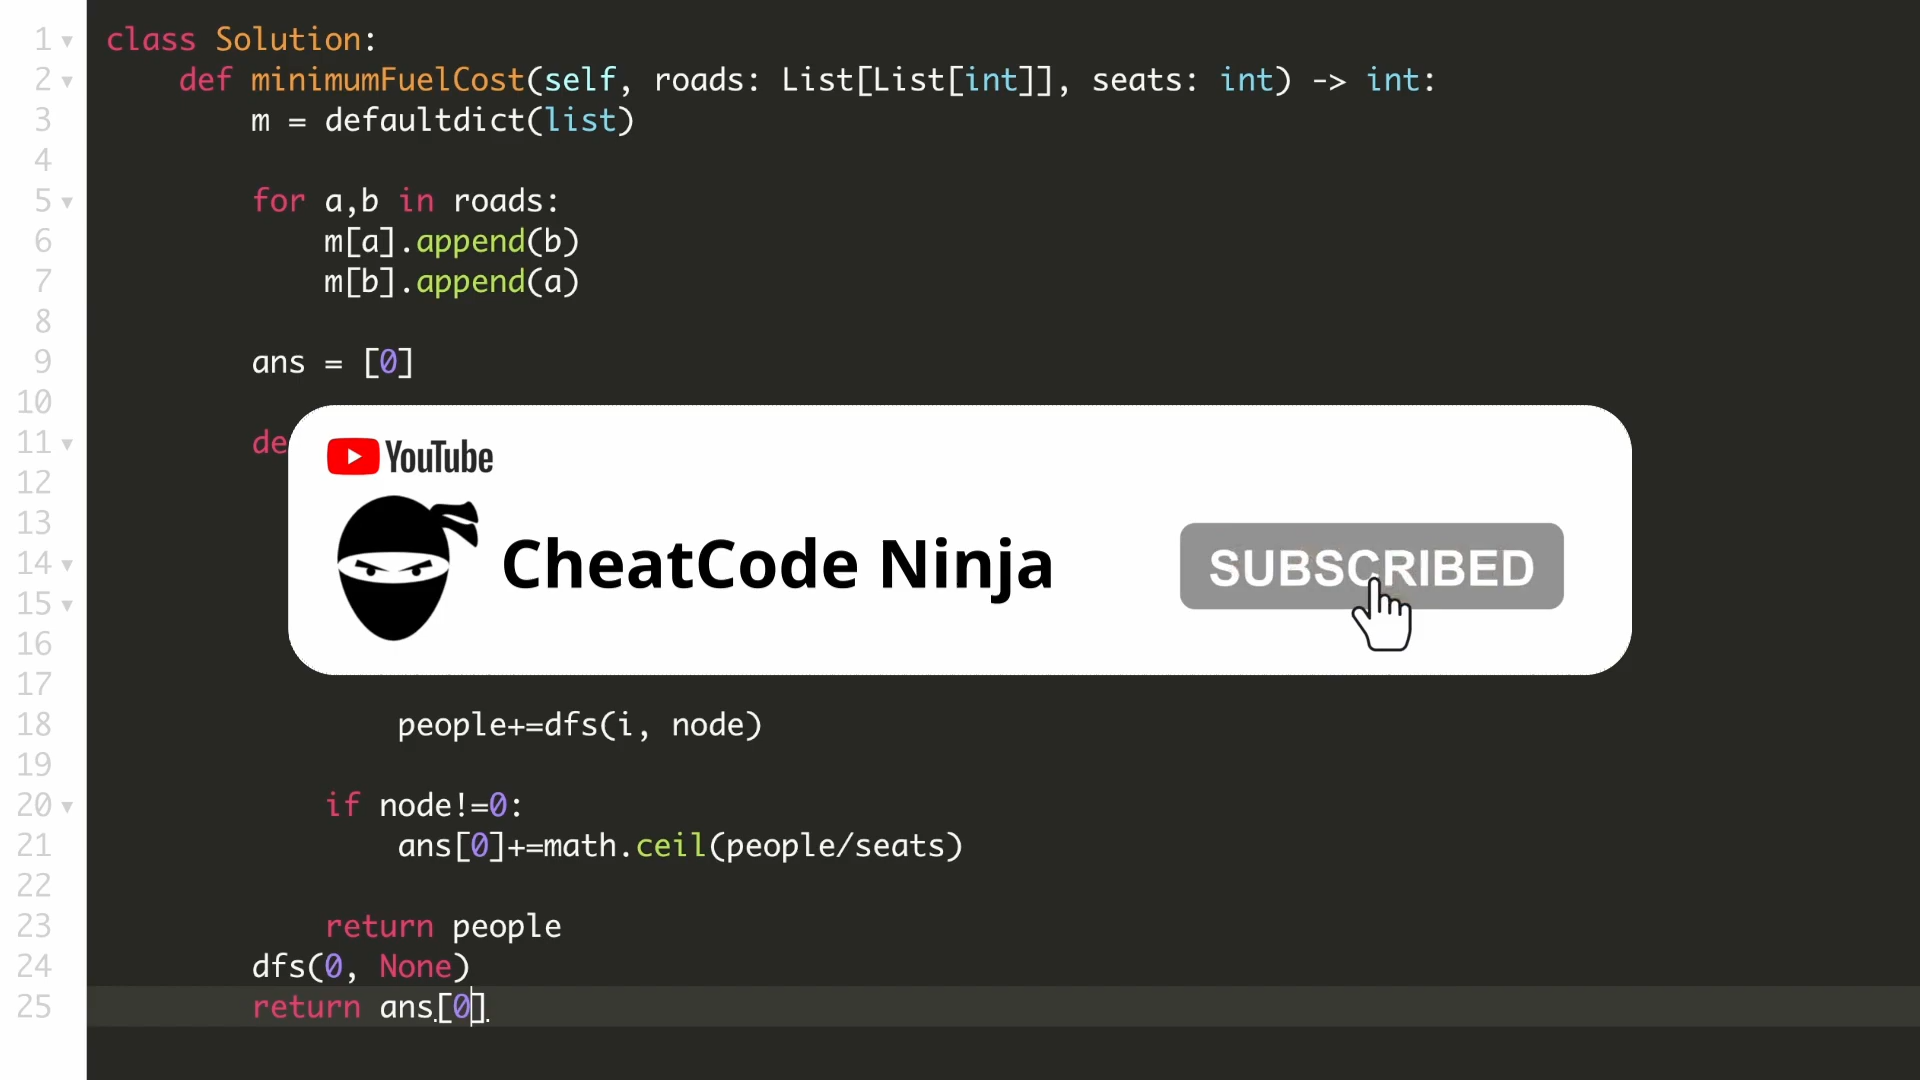 1 class Solution:
2 def minimumFuelCost(self, roads: List[List[int]], seats: int) -> int:
3 m = defaultdict(list)
4
5 for a,b in roads:
6 m[a].append(b)
7 m[b].append(a)
8
9 ans = [0]
10
11 de
YouTube
12
13
CheatCode Ninja
SUBSCRIBED
14
15
16
17
18 people+=dfs(i, node)
19
20 if node!=0:
21 ans[0]+=math.ceil(people/seats)
22
23 return people
24 dfs(0, None)
25 return ans[0]